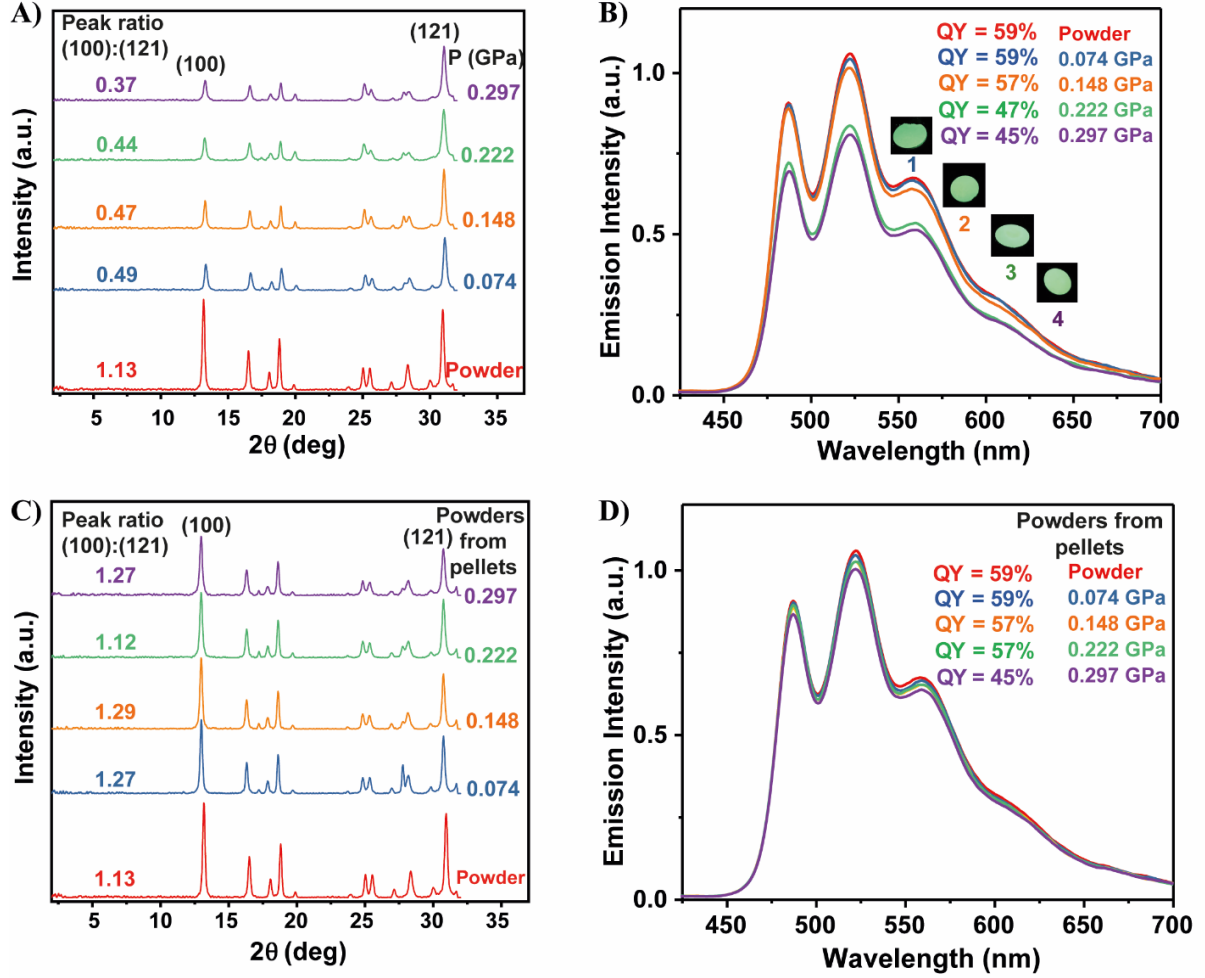 A)
Peak ratio
(100):(121)
(100)
(121)
P (GPa)
0.37
0.297
0.44
0.222
0.47
0.148
0.49
0.074
1.13
Powder
Intensity (a.u.)
5 10 15 20 25 30 35
2θ (deg)
B)
QY = 59% Powder
QY = 59% 0.074 GPa
QY = 57% 0.148 GPa
QY = 47% 0.222 GPa
QY = 45% 0.297 GPa
1
2
3
4
Emission Intensity (a.u.)
1.0
0.5
0.0
450 500 550 600 650 700
Wavelength (nm)
C)
Peak ratio
(100):(121)
(100)
(121)
Powders
from
pellets
1.27
0.297
1.12
0.222
1.29
0.148
1.27
0.074
1.13
Powder
Intensity (a.u.)
5 10 15 20 25 30 35
2θ (deg)
D)
Powders from
pellets
QY = 59% Powder
QY = 59% 0.074 GPa
QY = 57% 0.148 GPa
QY = 57% 0.222 GPa
QY = 45% 0.297 GPa
Emission Intensity (a.u.)
1.0
0.5
0.0
450 500 550 600 650 700
Wavelength (nm)